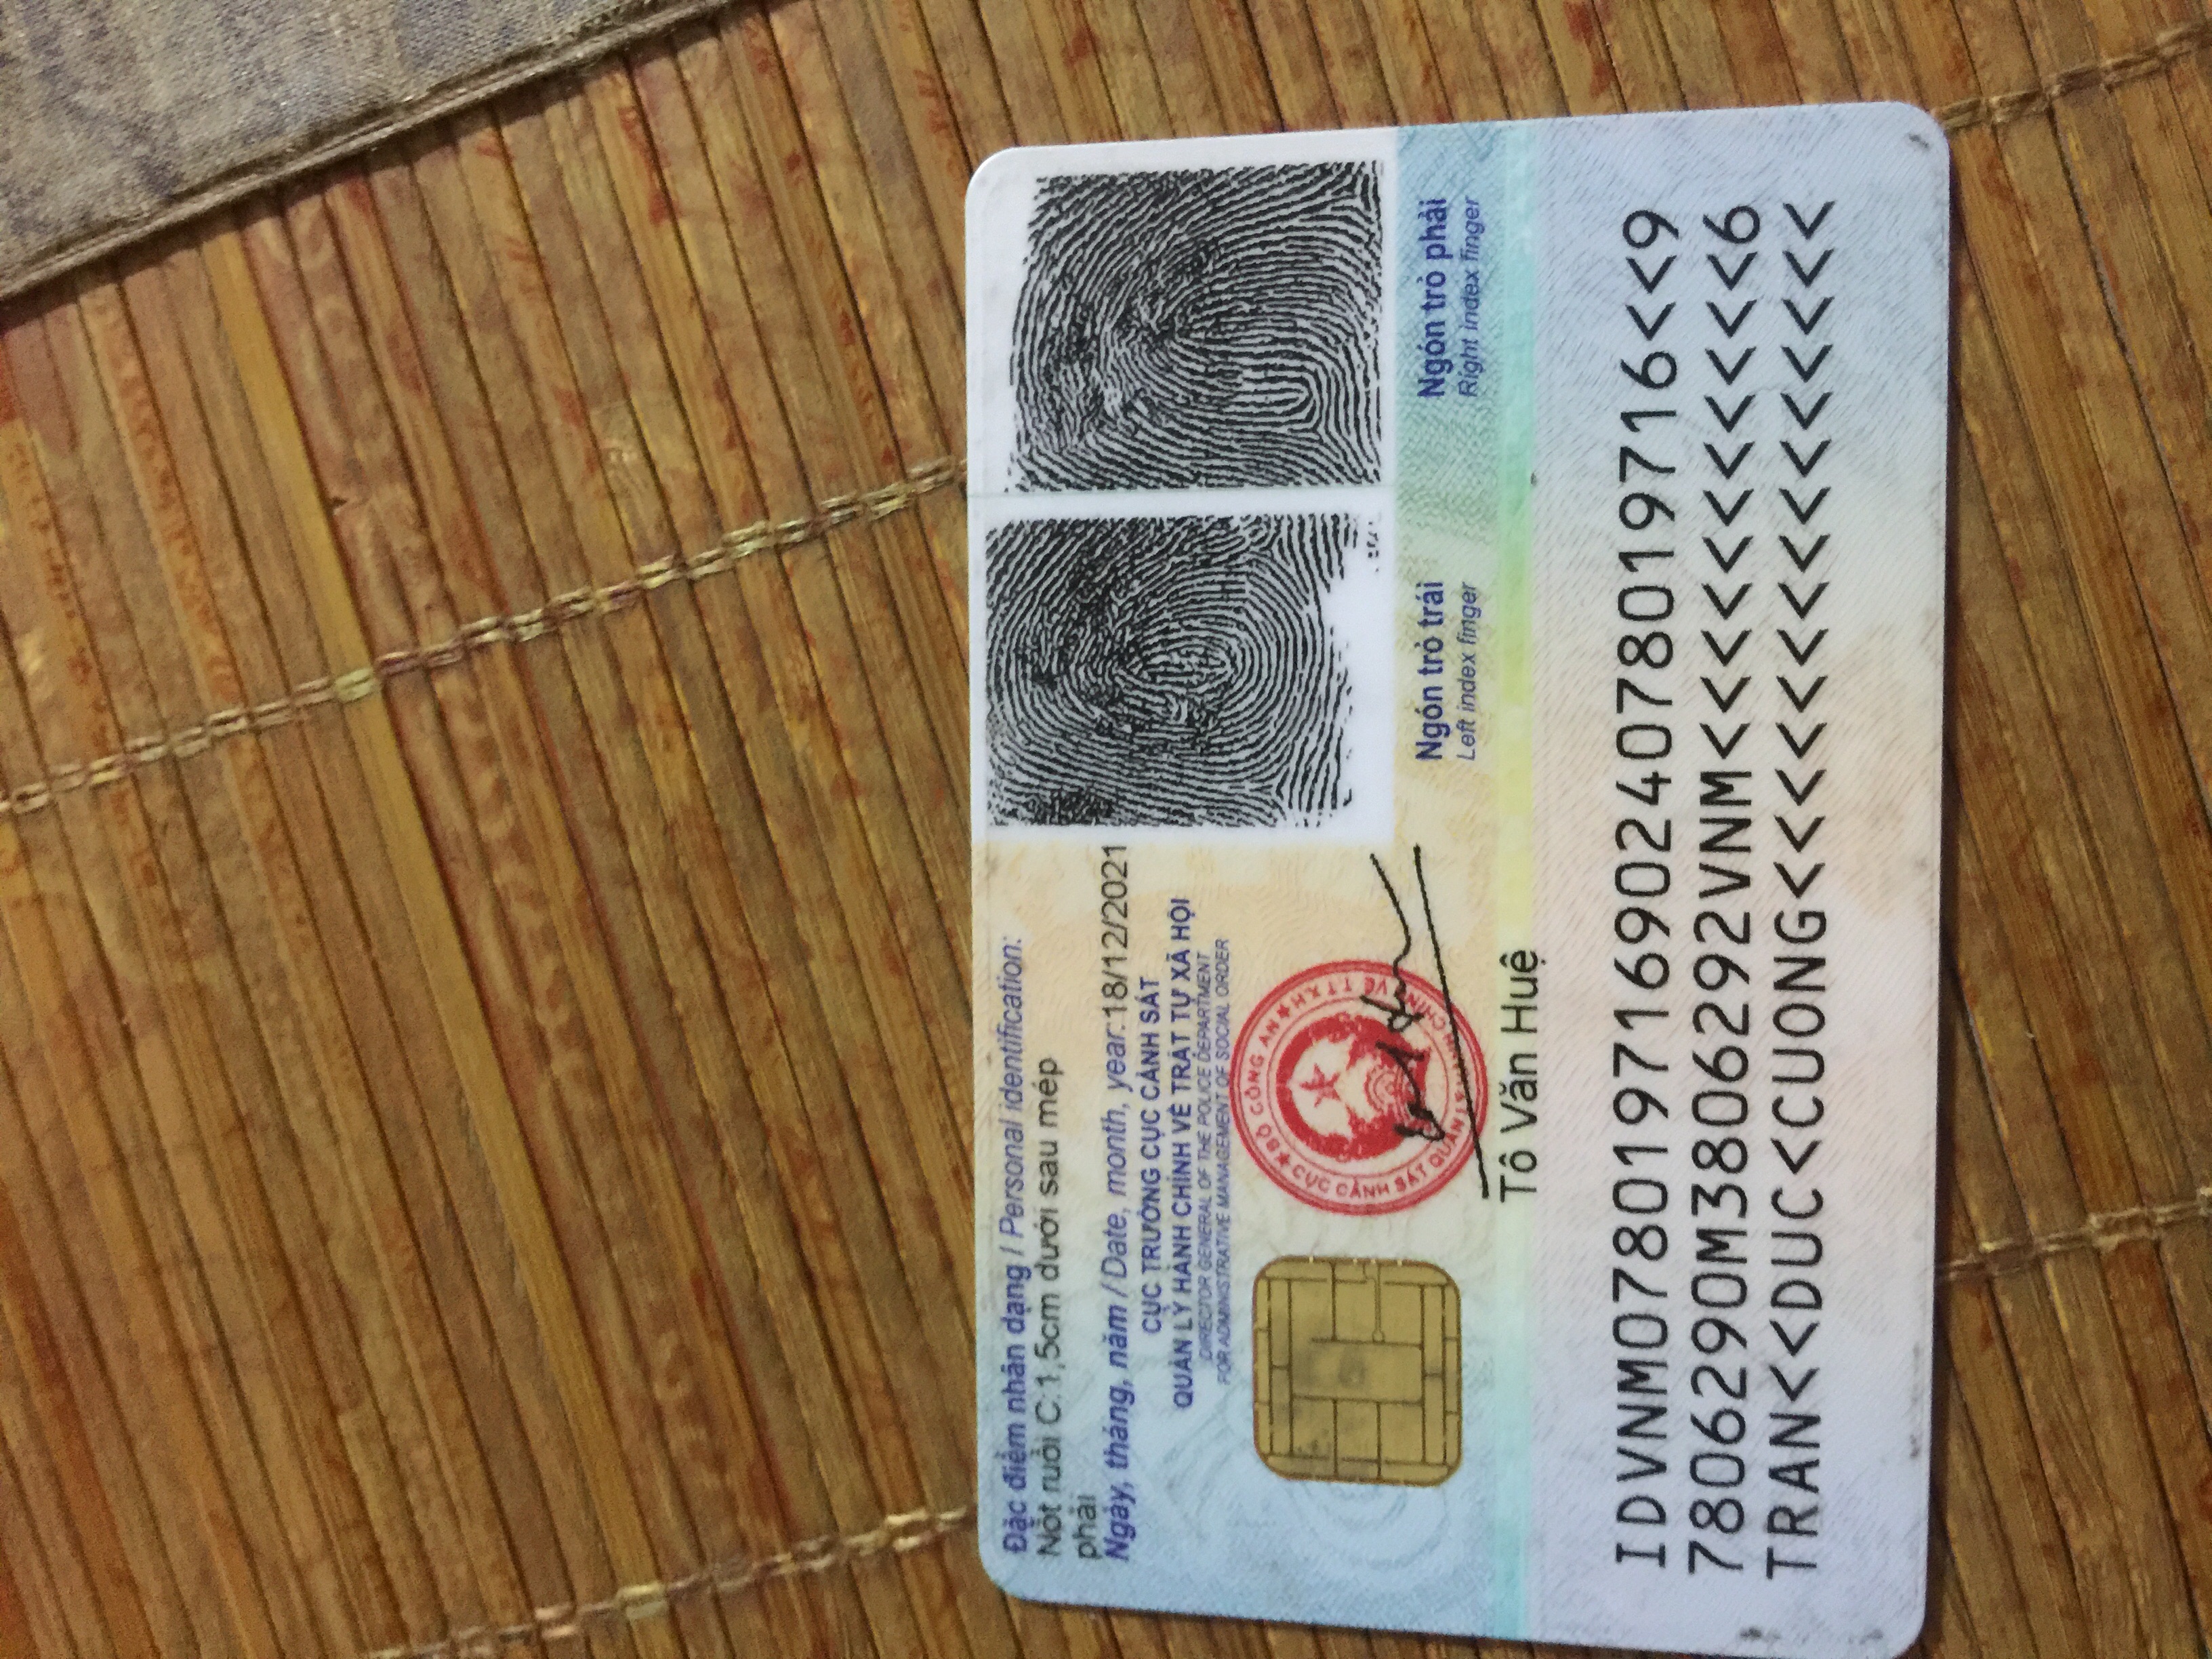 Đặc điểm nhân dạng / Personal identification:
Nốt ruồi C:1,5cm dưới sau mép
phải
Ngày, tháng, năm / Date, month, year: 18/12/2021
CỤC TRƯỞNG CỤC CẢNH SÁT
QUẢN LÝ HÀNH CHÍNH VỀ TRẬT TỰ XÃ HỘI
DIRECTOR GENERAL OF THE POLICE DEPARTMENT
FOR ADMINISTRATIVE MANAGEMENT OF SOCIAL ORDER
BỘ CÔNG AN
CỤC CẢNH SÁT QUẢN LÝ HÀNH CHÍNH VỀ TTXH
Ngón trỏ trái
Left index finger
Ngón trỏ phải
Right index finger
Tô Văn Huệ
IDVNM0780197169024078019716<<9
7806290M3806292VNM<<<<<<<<<<<6
TRAN<<DUC<CUONG<<<<<<<<<<<<<<<